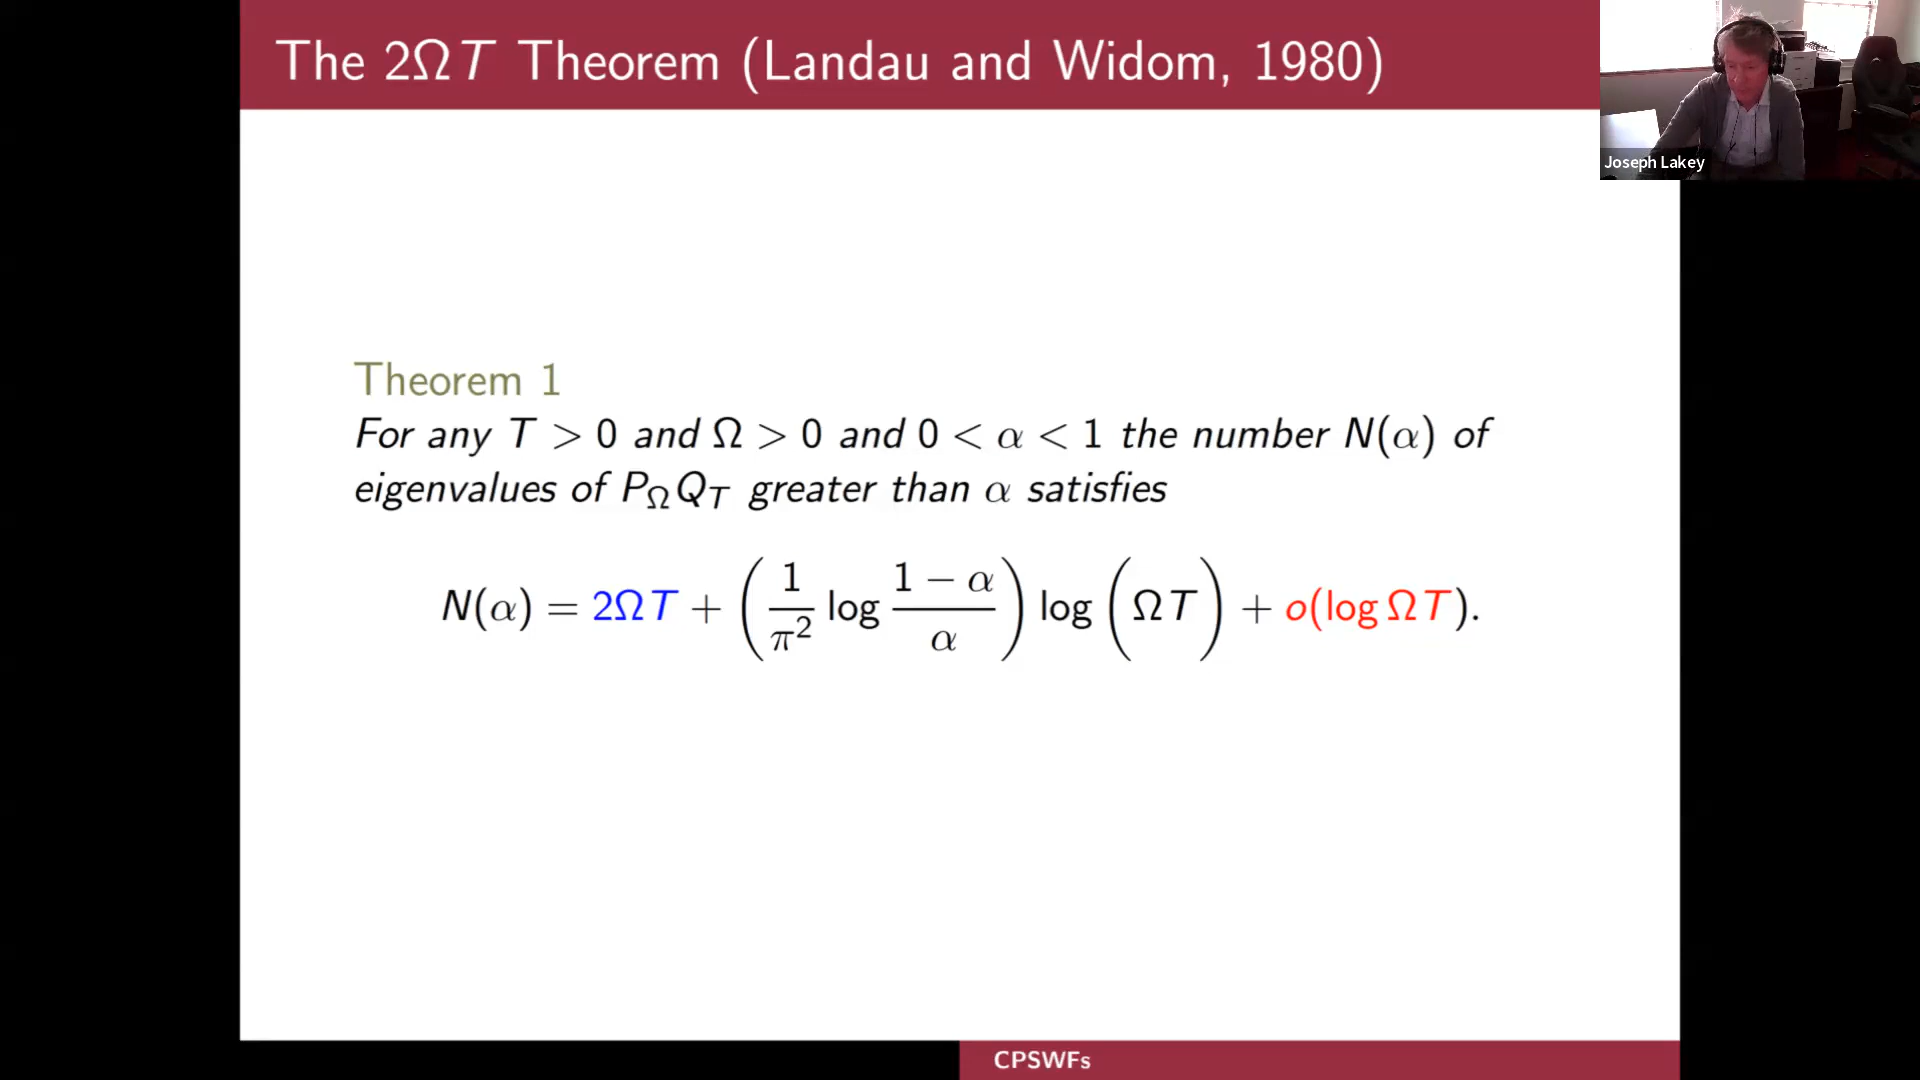 The 2ΩT Theorem (Landau and Widom, 1980)
Joseph Lakey
Theorem 1
For any T > 0 and Ω > 0 and 0 < α < 1 the number N(α) of
eigenvalues of P_Ω Q_T greater than α satisfies
N(α) = 2ΩT + (1/π² log (1 − α)/α) log (ΩT) + o(log ΩT).
CPSWFs